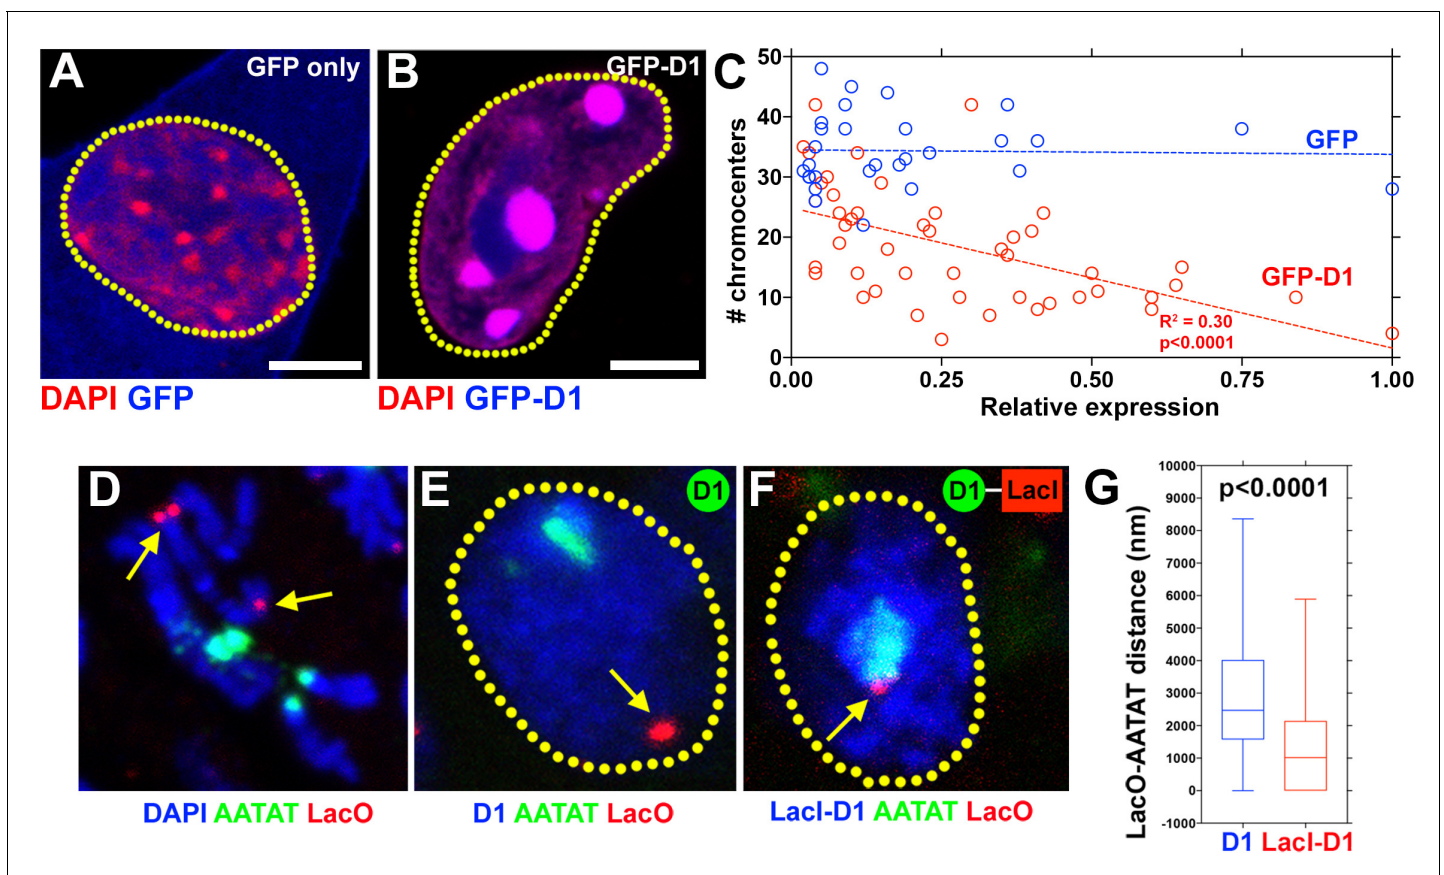 A
GFP only
DAPI GFP
B
GFP-D1
DAPI GFP-D1
C
# chromocenters
50
40
30
20
10
0
GFP
GFP-D1
R² = 0.30
p<0.0001
0.00 0.25 0.50 0.75 1.00
Relative expression
D
DAPI AATAT LacO
E
D1
D1 AATAT LacO
F
D1 LacI
LacI-D1 AATAT LacO
G
LacO-AATAT distance (nm)
10000
9000
8000
7000
6000
5000
4000
3000
2000
1000
0
-1000
p<0.0001
D1 LacI-D1